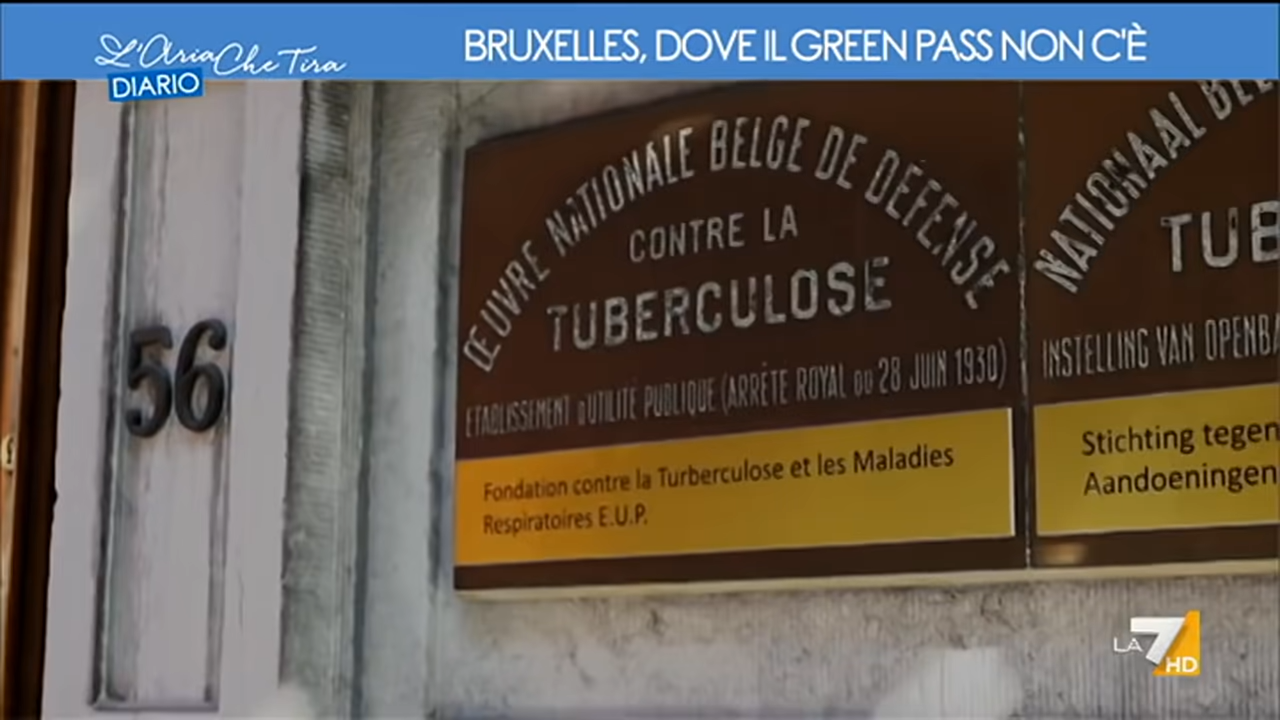 L'Aria Che Tira
DIARIO
BRUXELLES, DOVE IL GREEN PASS NON C'È
56
ŒUVRE NATIONALE BELGE DE DÉFENSE
CONTRE LA
TUBERCULOSE
ETABLISSEMENT D'UTILITÉ PUBLIQUE (ARRÊTÉ ROYAL DU 28 JUIN 1930)
Fondation contre la Turberculose et les Maladies
Respiratoires E.U.P.
NATIONAAL BEL
TUB
INSTELLING VAN OPENBA
Stichting tegen
Aandoeningen
LA7
HD